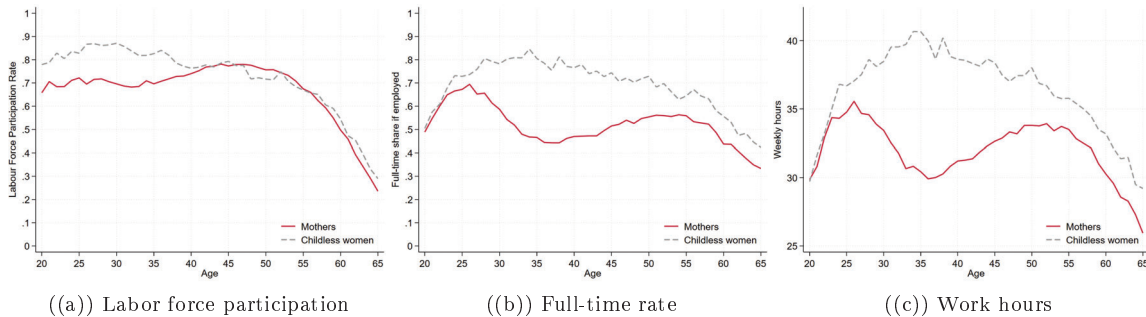 Labour Force Participation Rate
1
.9
.8
.7
.6
.5
.4
.3
.2
.1
0
20 25 30 35 40 45 50 55 60 65
Age
Mothers
Childless women
((a)) Labor force participation
Full-time share if employed
1
.9
.8
.7
.6
.5
.4
.3
.2
.1
0
20 25 30 35 40 45 50 55 60 65
Age
Mothers
Childless women
((b)) Full-time rate
Weekly hours
40
35
30
25
20 25 30 35 40 45 50 55 60 65
Age
Mothers
Childless women
((c)) Work hours